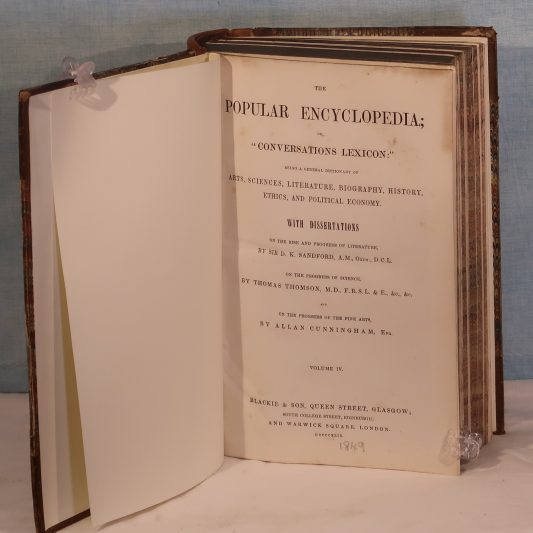 THE
POPULAR ENCYCLOPEDIA;
OR,
"CONVERSATIONS LEXICON:"
BEING A GENERAL DICTIONARY OF
ARTS, SCIENCES, LITERATURE, BIOGRAPHY, HISTORY,
ETHICS, AND POLITICAL ECONOMY.
WITH DISSERTATIONS
ON THE RISE AND PROGRESS OF LITERATURE,
BY SIR D. K. SANDFORD, A.M., OXON., D.C.L.
ON THE PROGRESS OF SCIENCE,
BY THOMAS THOMSON, M.D., F.R.S.L. & E., &c., &c.
AND
ON THE PROGRESS OF THE FINE ARTS,
BY ALLAN CUNNINGHAM, ESQ.
VOLUME IV.
BLACKIE & SON, QUEEN STREET, GLASGOW;
SOUTH COLLEGE STREET, EDINBURGH;
AND WARWICK SQUARE, LONDON.
MDCCCXLIX.
1849